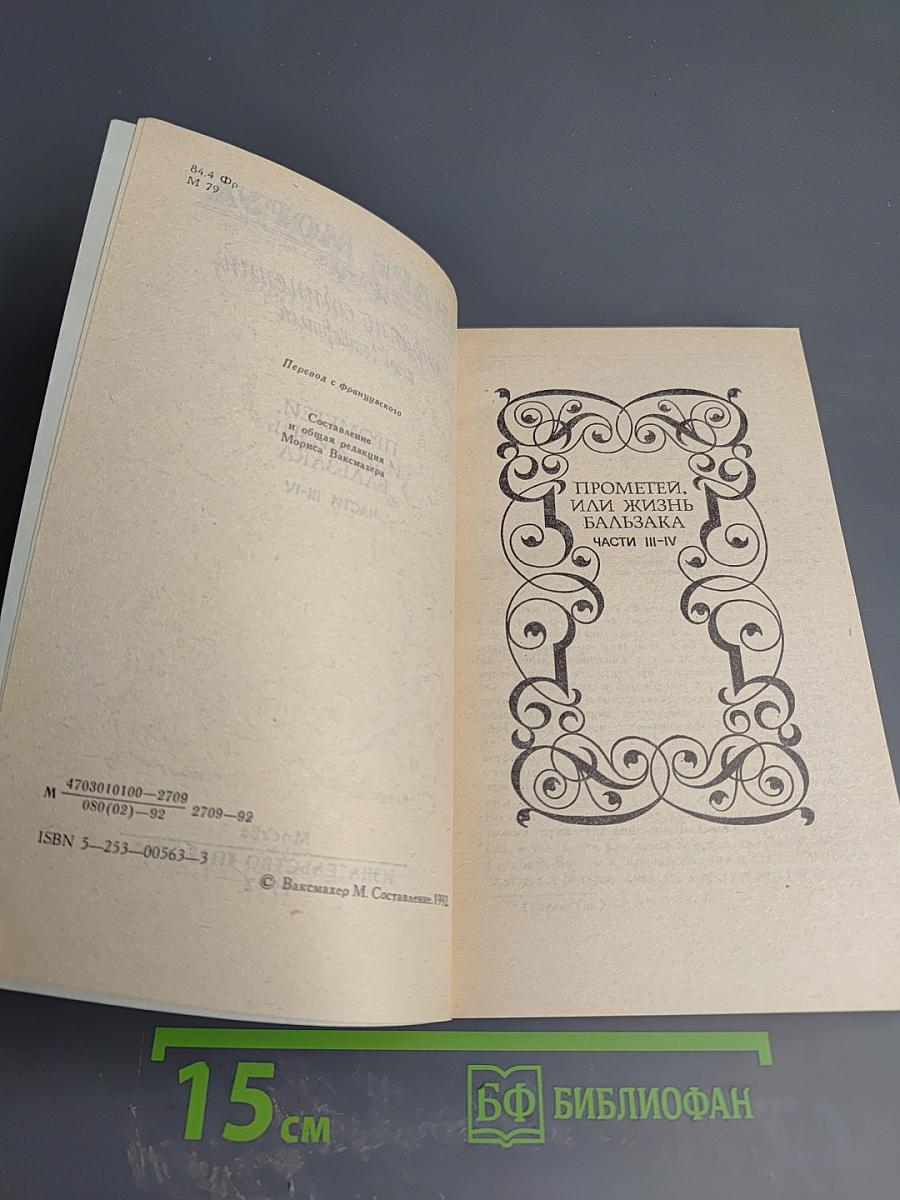 84.4 Фр
М 79
Перевод с французского
Составление
и общая редакция
Мориса Ваксмахера
М 4703010100—2709
080(02)—92 2709—92
ISBN 5—253—00563—3
© Ваксмахер М. Составление. 1992
ПРОМЕТЕЙ,
ИЛИ ЖИЗНЬ
БАЛЬЗАКА
ЧАСТИ III–IV
15 см
БФ БИБЛИОФАН